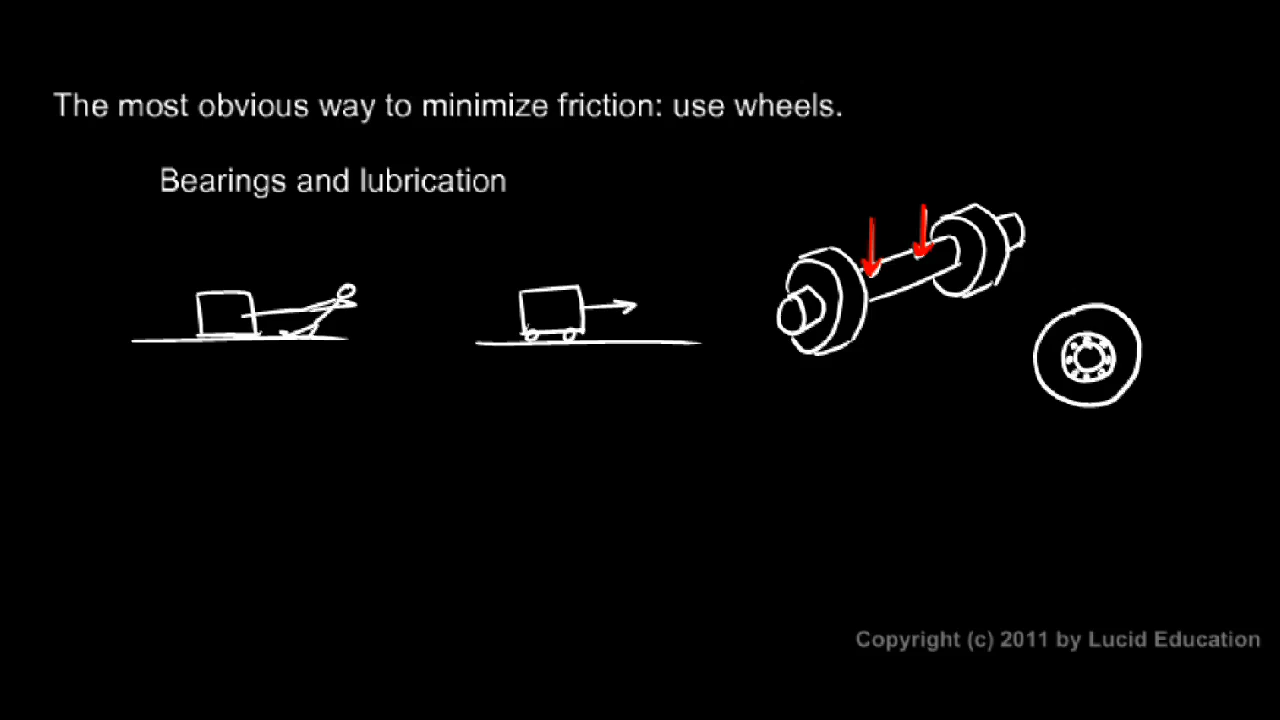 The most obvious way to minimize friction: use wheels.
Bearings and lubrication
Copyright (c) 2011 by Lucid Education